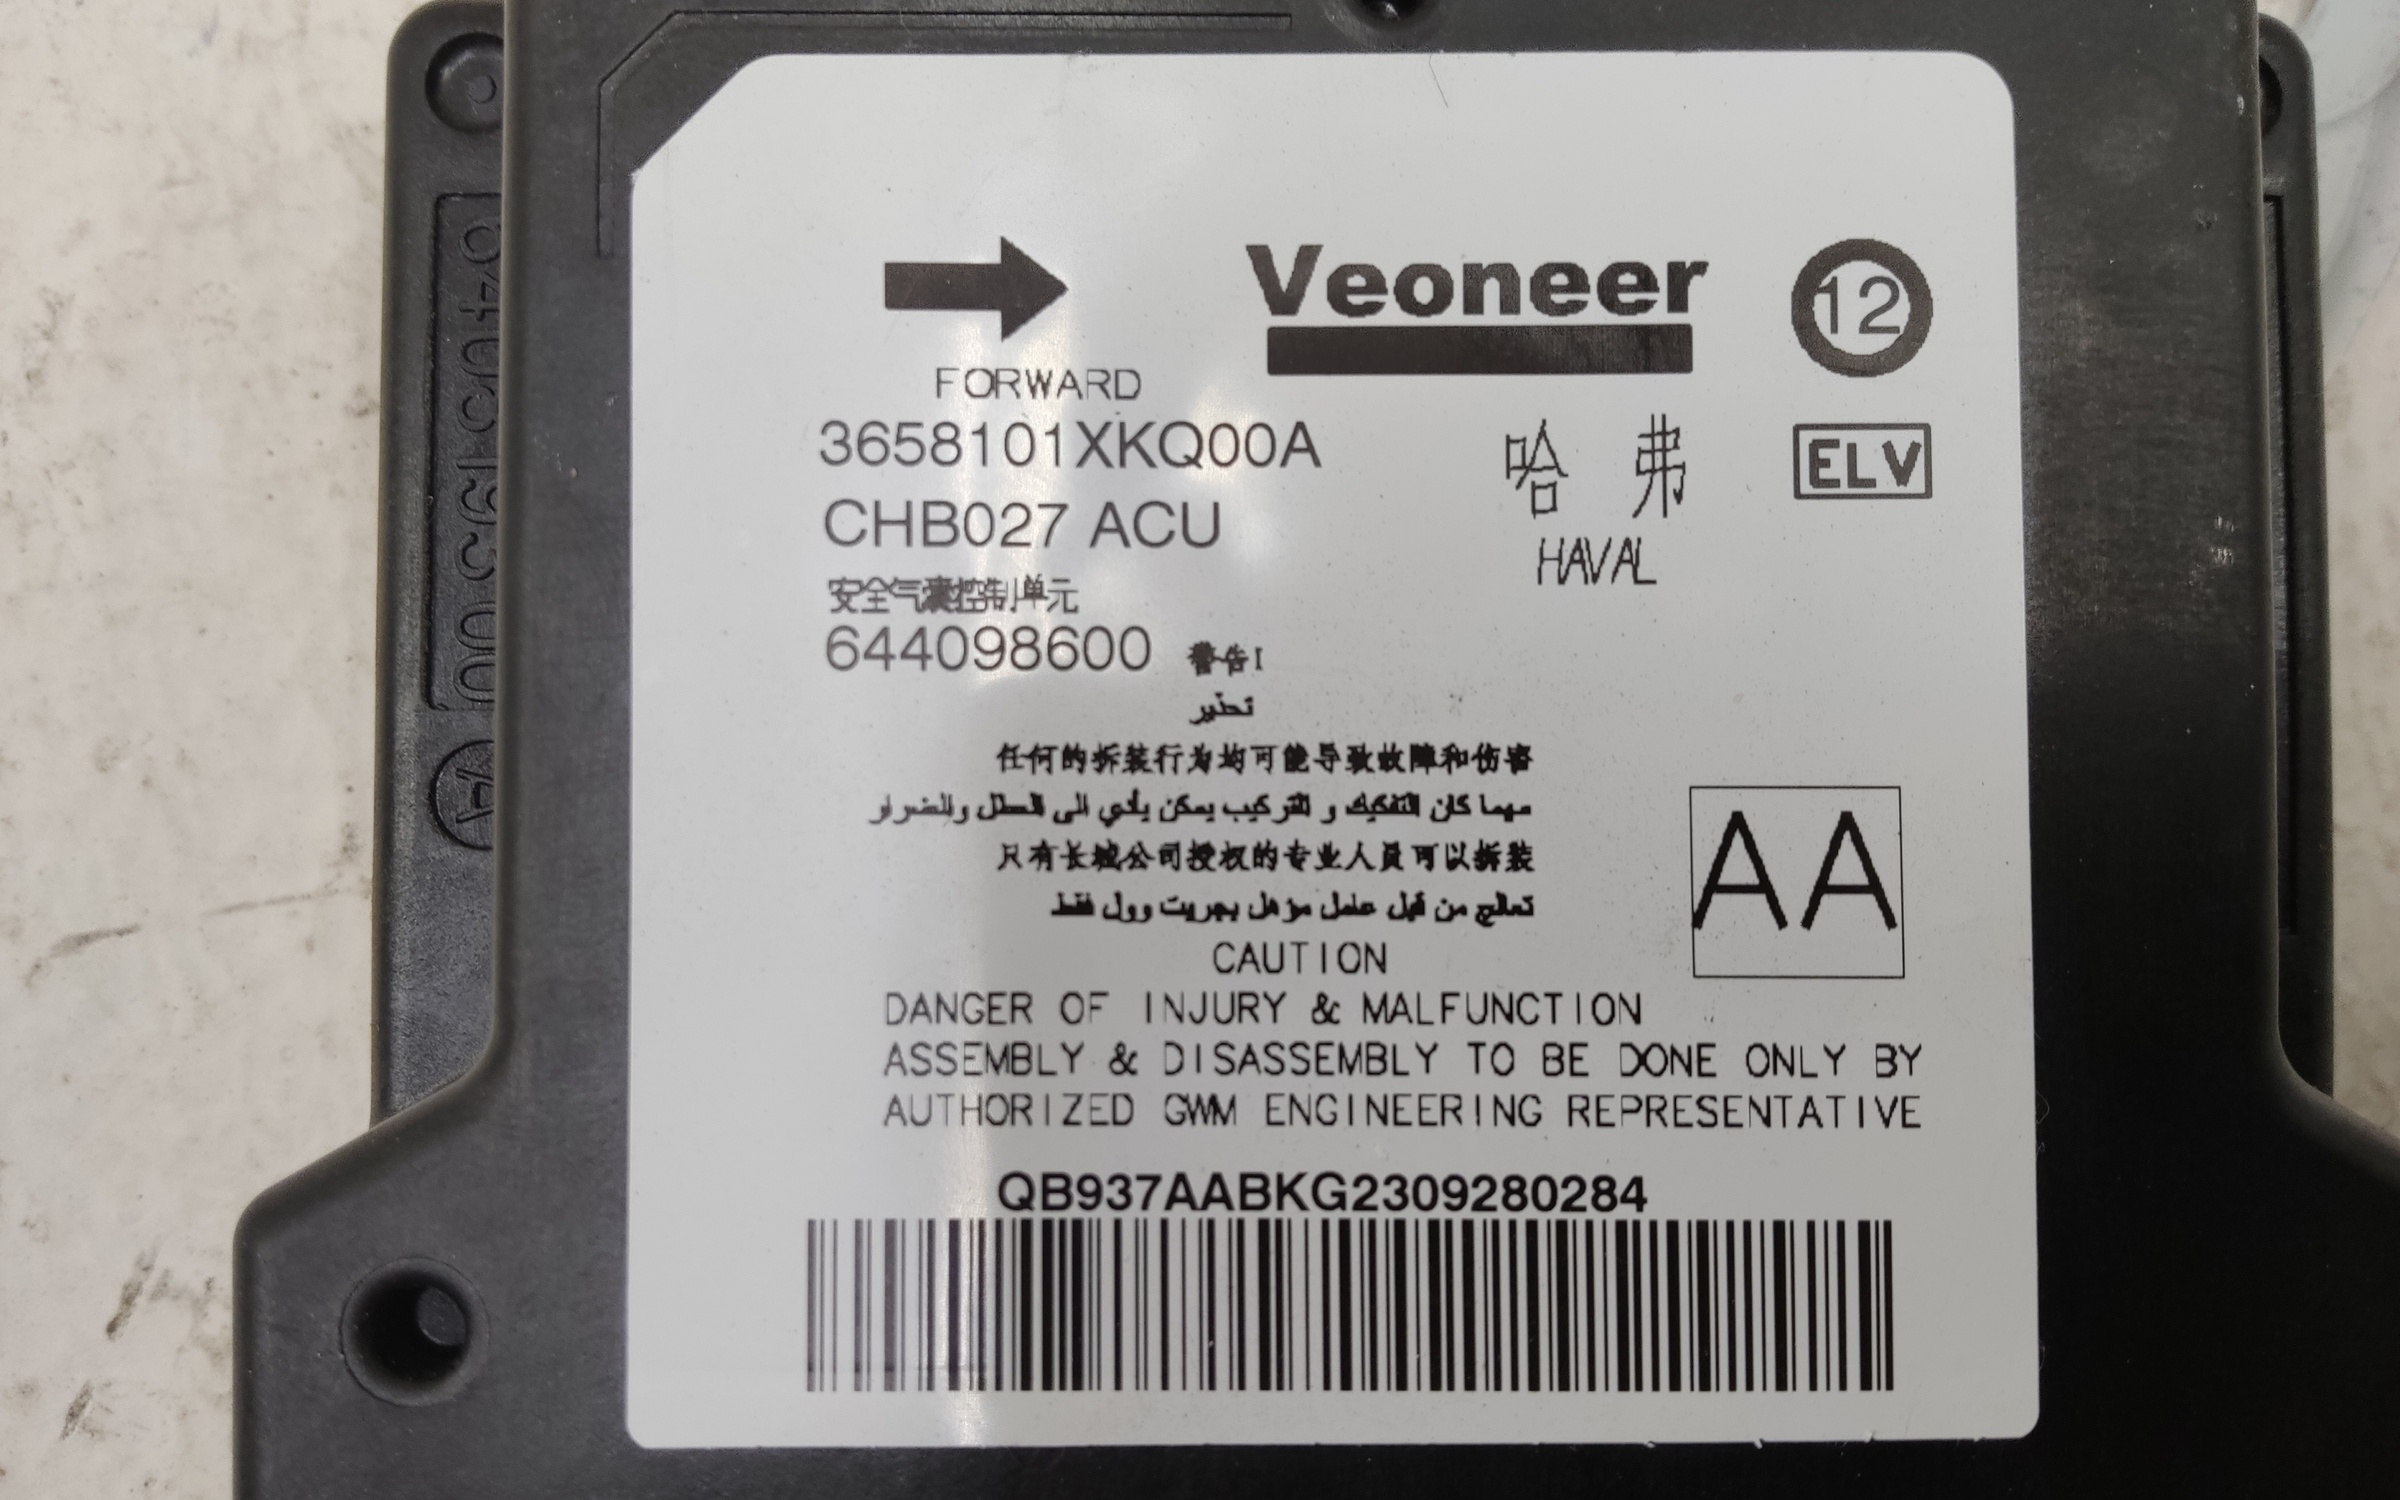 Veoneer
12
FORWARD
3658101XKQ00A
哈 弗
ELV
CHB027 ACU
HAVAL
安全气囊控制单元
644098600 警告!
تحذير
任何的拆装行为均可能导致故障和伤害
مهما كان التفكيك و التركيب يمكن يأدي الى العطل والضرار
只有长城公司授权的专业人员可以拆装
تعالج من قبل عامل مؤهل بجريت وول فقط
AA
CAUTION
DANGER OF INJURY & MALFUNCTION
ASSEMBLY & DISASSEMBLY TO BE DONE ONLY BY
AUTHORIZED GWM ENGINEERING REPRESENTATIVE
QB937AABKG2309280284